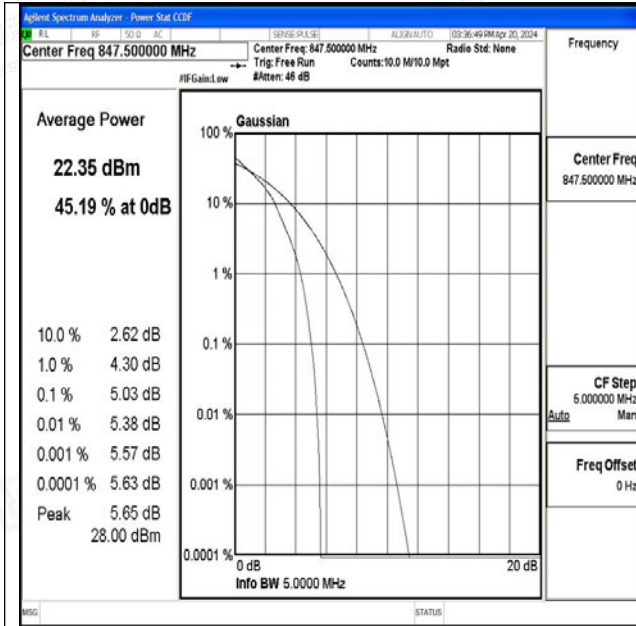 Agilent Spectrum Analyzer - Power Stat CCDF
RL RF 50 Ω AC SENSE:PULSE ALIGNAUTO 03:36:49 PM Apr 20, 2024
Center Freq 847.500000 MHz
Center Freq: 847.500000 MHz Radio Std: None
Trig: Free Run Counts:10.0 M/10.0 Mpt
#IFGain:Low #Atten: 46 dB
Frequency
Average Power
22.35 dBm
45.19 % at 0dB
10.0 % 2.62 dB
1.0 % 4.30 dB
0.1 % 5.03 dB
0.01 % 5.38 dB
0.001 % 5.57 dB
0.0001 % 5.63 dB
Peak 5.65 dB
28.00 dBm
Gaussian
100 %
10 %
1 %
0.1 %
0.01 %
0.001 %
0.0001 %
0 dB 20 dB
Info BW 5.0000 MHz
Center Freq
847.500000 MHz
CF Step
5.000000 MHz
Auto Man
Freq Offset
0 Hz
MSG STATUS